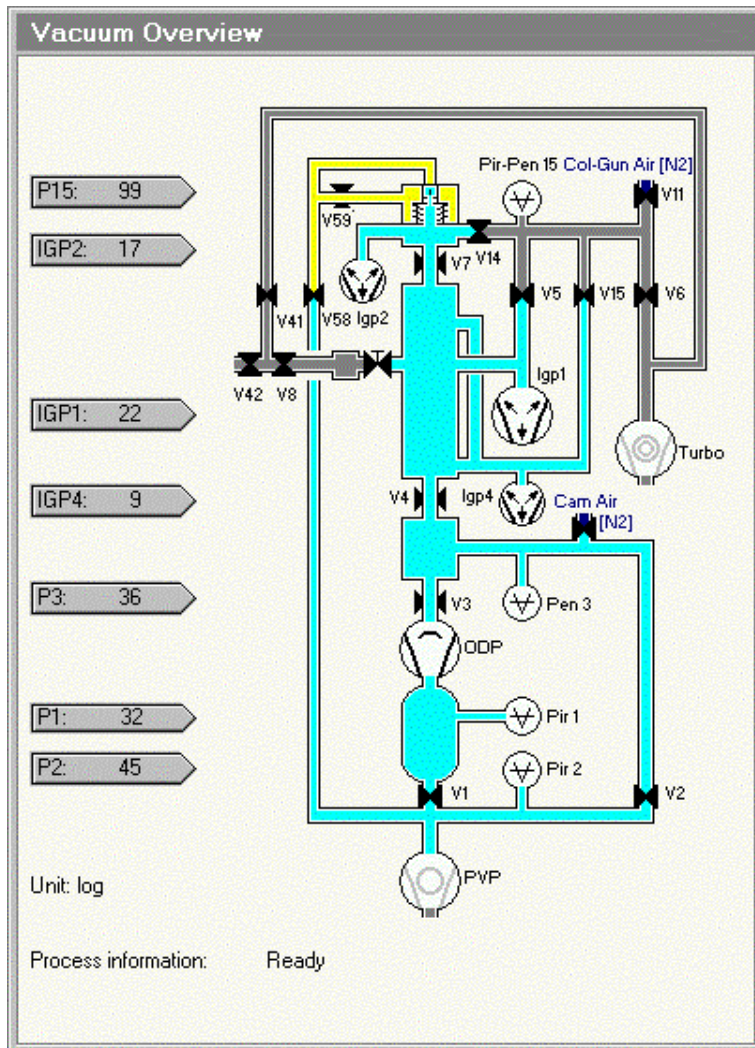 Vacuum Overview
Pir-Pen 15 Col-Gun Air [N2]
P15: 99
V11
V59
IGP2: 17
V14
V7
V41
V58 Igp2
V5
V15
V6
V42
V8
Igp1
IGP1: 22
Turbo
V4
Igp4
Cam Air
[N2]
IGP4: 9
P3: 36
V3
Pen 3
ODP
P1: 32
Pir 1
P2: 45
Pir 2
V1
V2
PVP
Unit: log
Process information: Ready